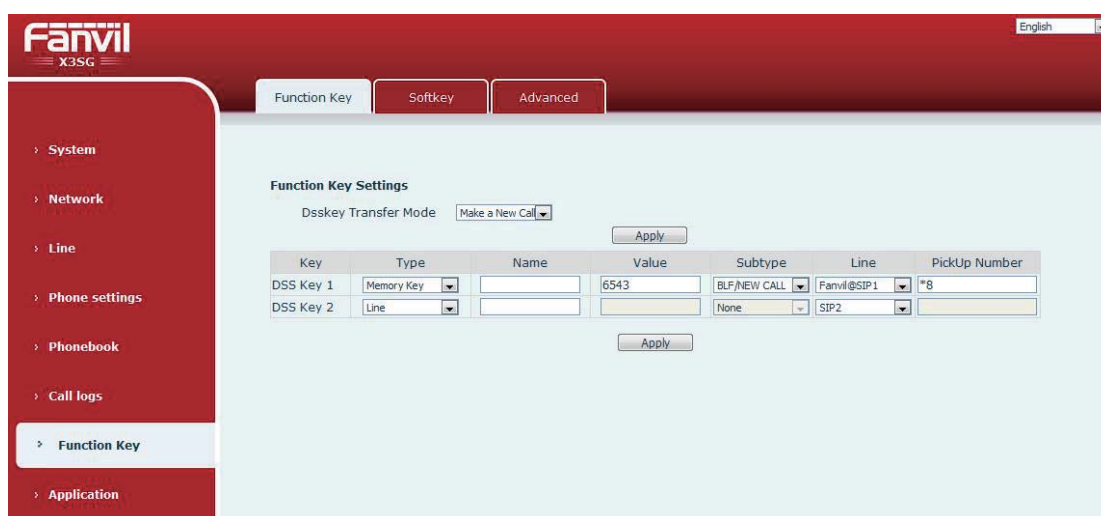 English
Fanvil
X3SG
Function Key Softkey Advanced
› System
› Network
› Line
› Phone settings
› Phonebook
› Call logs
› Function Key
› Application
Function Key Settings
Dsskey Transfer Mode Make a New Call
Apply
Key Type Name Value Subtype Line PickUp Number
DSS Key 1 Memory Key 6543 BLF/NEW CALL Fanvil@SIP1 *8
DSS Key 2 Line None SIP2
Apply